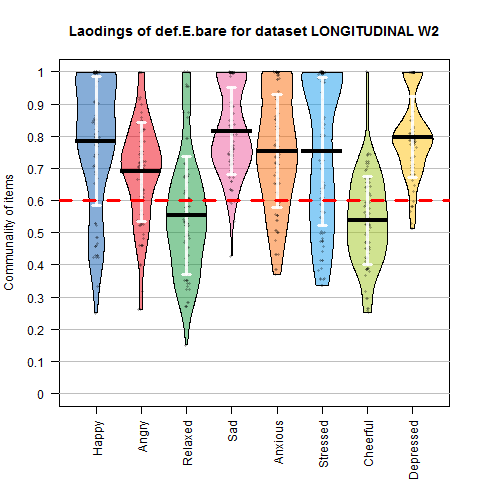 Laodings of def.E.bare for dataset LONGITUDINAL W2
Communality of items
1
0.9
0.8
0.7
0.6
0.5
0.4
0.3
0.2
0.1
0
Happy
Angry
Relaxed
Sad
Anxious
Stressed
Cheerful
Depressed